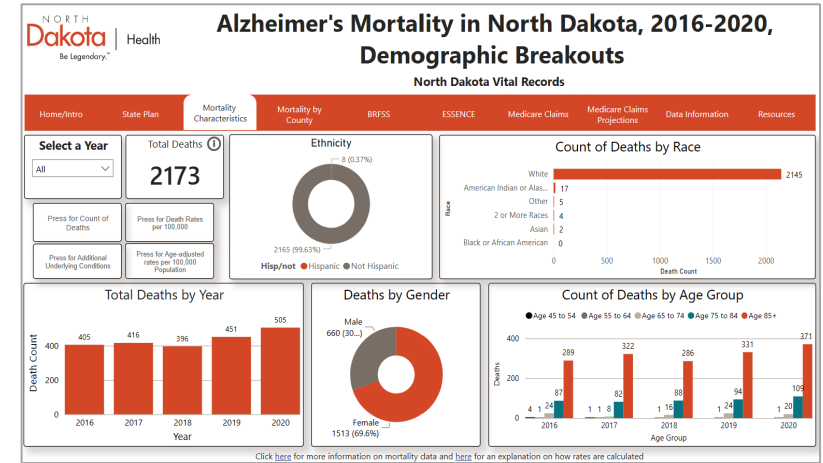 NORTH
Dakota | Health
Be Legendary.™
Alzheimer's Mortality in North Dakota, 2016-2020,
Demographic Breakouts
North Dakota Vital Records
Home/Intro
State Plan
Mortality
Characteristics
Mortality by
County
BRFSS
ESSENCE
Medicare Claims
Medicare Claims
Projections
Data Information
Resources
Select a Year
All
Total Deaths
2173
Press for Count of
Deaths
Press for Death Rates
per 100,000
Press for Additional
Underlying Conditions
Press for Age-adjusted
rates per 100,000
Population
Ethnicity
8 (0.37%)
2165 (99.63%)
Hisp/not Hispanic Not Hispanic
Count of Deaths by Race
Race
White 2145
American Indian or Alas... 17
Other 5
2 or More Races 4
Asian 2
Black or African American 0
0 500 1000 1500 2000
Death Count
Total Deaths by Year
Death Count
400
200
0
405 416 396 451 505
2016 2017 2018 2019 2020
Year
Deaths by Gender
Male
660 (30...)
Female
1513 (69.6%)
Count of Deaths by Age Group
Age 45 to 54 Age 55 to 64 Age 65 to 74 Age 75 to 84 Age 85+
Deaths
400
200
0
4 1 24 87 289
1 1 8 82 322
1 16 88 286
1 24 94 331
1 20 109 371
2016 2017 2018 2019 2020
Age Group
Click here for more information on mortality data and here for an explanation on how rates are calculated